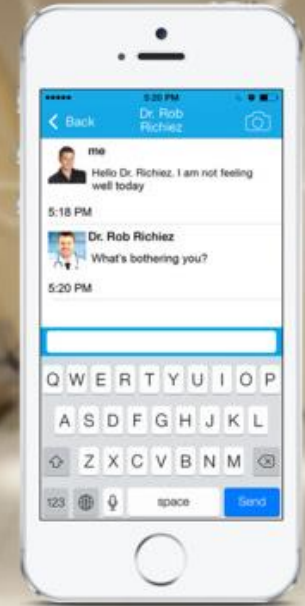 5:20 PM
Back
Dr. Rob
Richiez
me
Hello Dr. Richiez. I am not feeling
well today
5:18 PM
Dr. Rob Richiez
What's bothering you?
5:20 PM
Q W E R T Y U I O P
A S D F G H J K L
Z X C V B N M
123 space Send